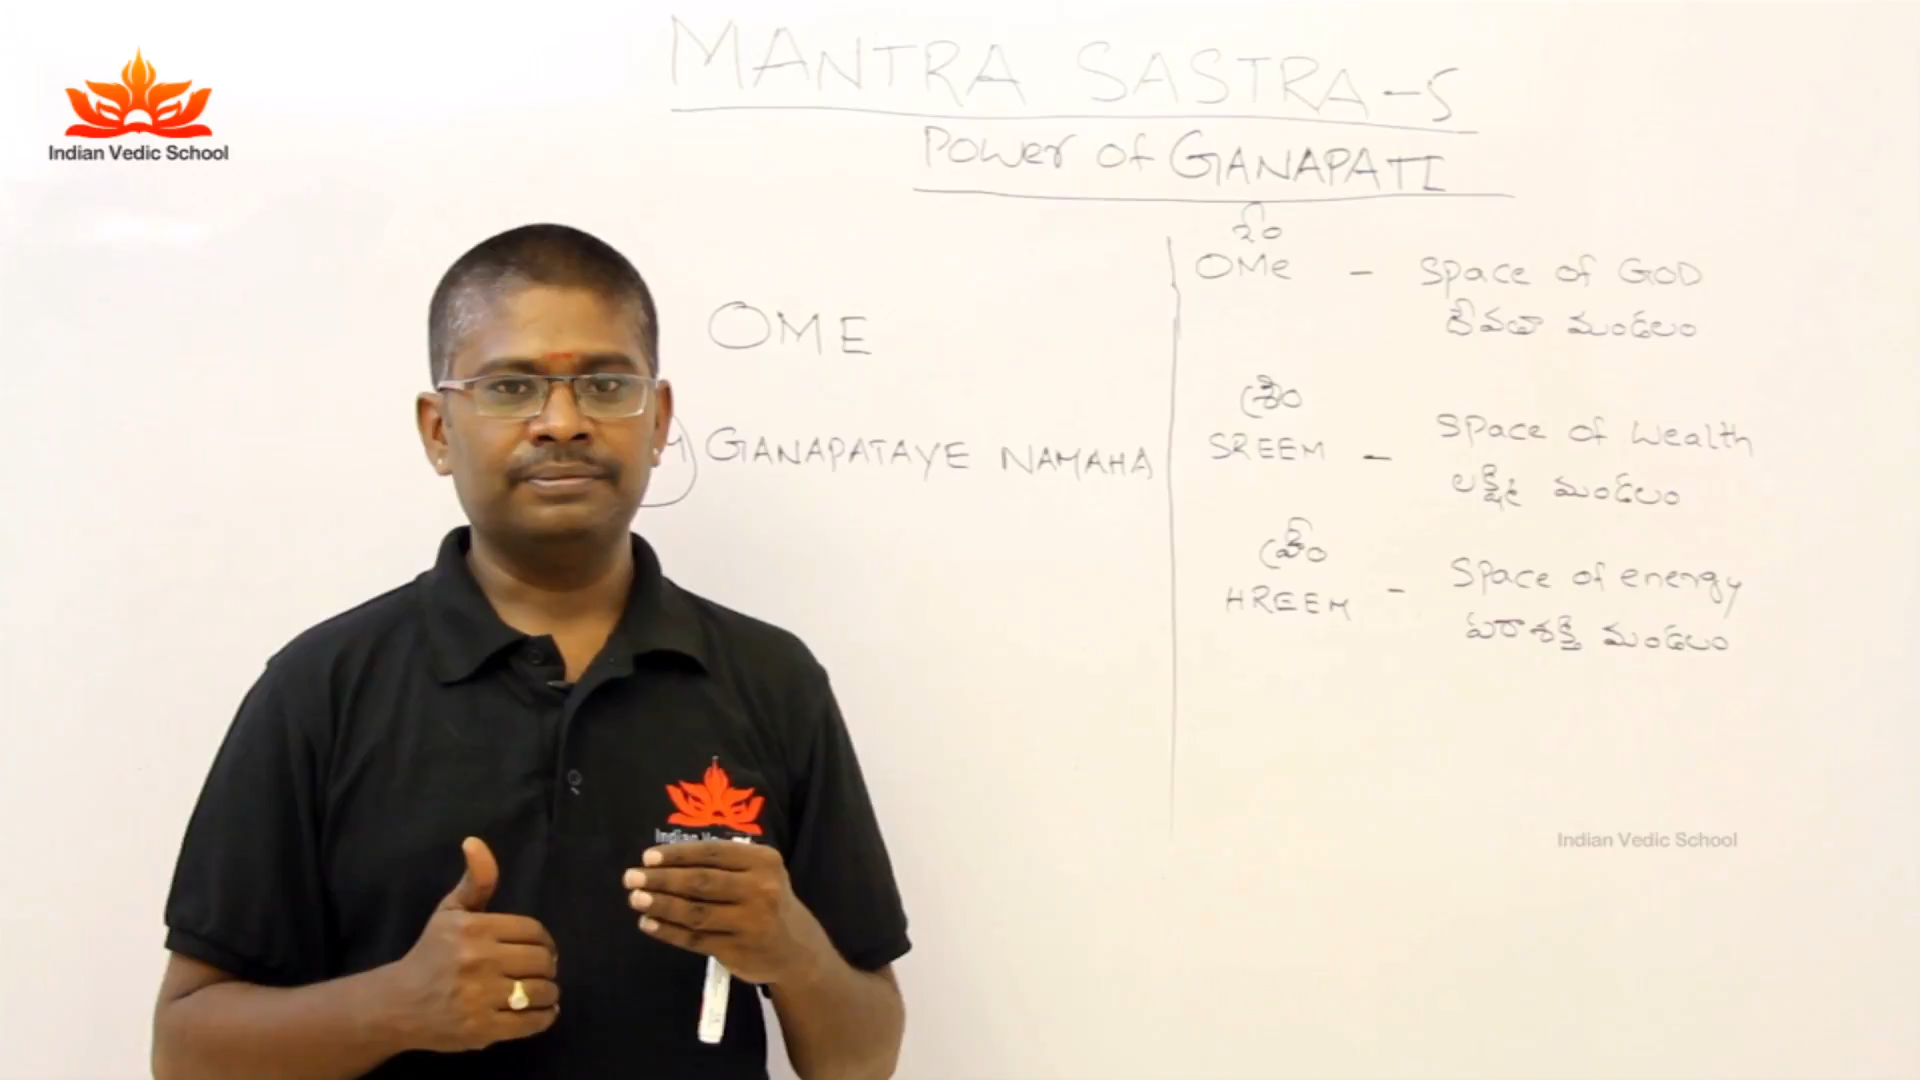 Indian Vedic School
MANTRA SASTRA-5
Power of GANAPATI
OME
GANAPATAYE NAMAHA
ఓం
OMe - Space of GOD
దేవతా మండలం
శ్రీం
SREEM - Space of Wealth
లక్ష్మి మండలం
హ్రీం
HREEM - Space of energy
పరాశక్తి మండలం
Indian
Indian Vedic School